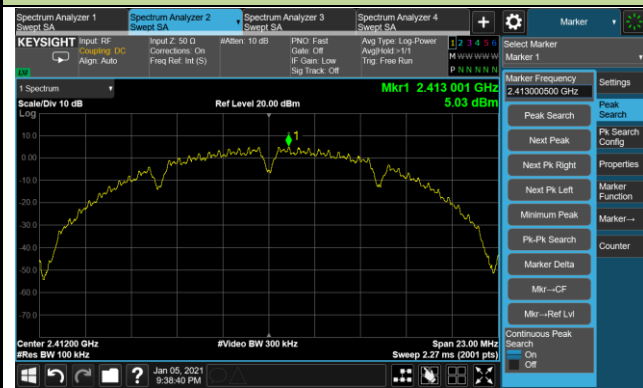 Spectrum Analyzer 1
Swept SA
Spectrum Analyzer 2
Swept SA
Spectrum Analyzer 3
Swept SA
Spectrum Analyzer 4
Swept SA
Marker
KEYSIGHT
Input: RF
Coupling: DC
Align: Auto
Input Z: 50 Ω
Corrections: On
Freq Ref: Int (S)
#Atten: 10 dB
PNO: Fast
Gate: Off
IF Gain: Low
Sig Track: Off
Avg Type: Log-Power
Avg|Hold:>1/1
Trig: Free Run
1 2 3 4 5 6
M W W W W W
P N N N N N
LVI
Select Marker
Marker 1
1 Spectrum
Scale/Div 10 dB
Log
Ref Level 20.00 dBm
Mkr1 2.413 001 GHz
5.03 dBm
1
10.0
0.00
-10.0
-20.0
-30.0
-40.0
-50.0
-60.0
-70.0
Center 2.41200 GHz
#Res BW 100 kHz
#Video BW 300 kHz
Span 23.00 MHz
Sweep 2.27 ms (2001 pts)
Marker Frequency
2.413000500 GHz
Peak Search
Next Peak
Next Pk Right
Next Pk Left
Minimum Peak
Pk-Pk Search
Marker Delta
Mkr→CF
Mkr→Ref Lvl
Continuous Peak
Search
On
Off
Settings
Peak
Search
Pk Search
Config
Properties
Marker
Function
Marker→
Counter
?
Jan 05, 2021
9:38:40 PM